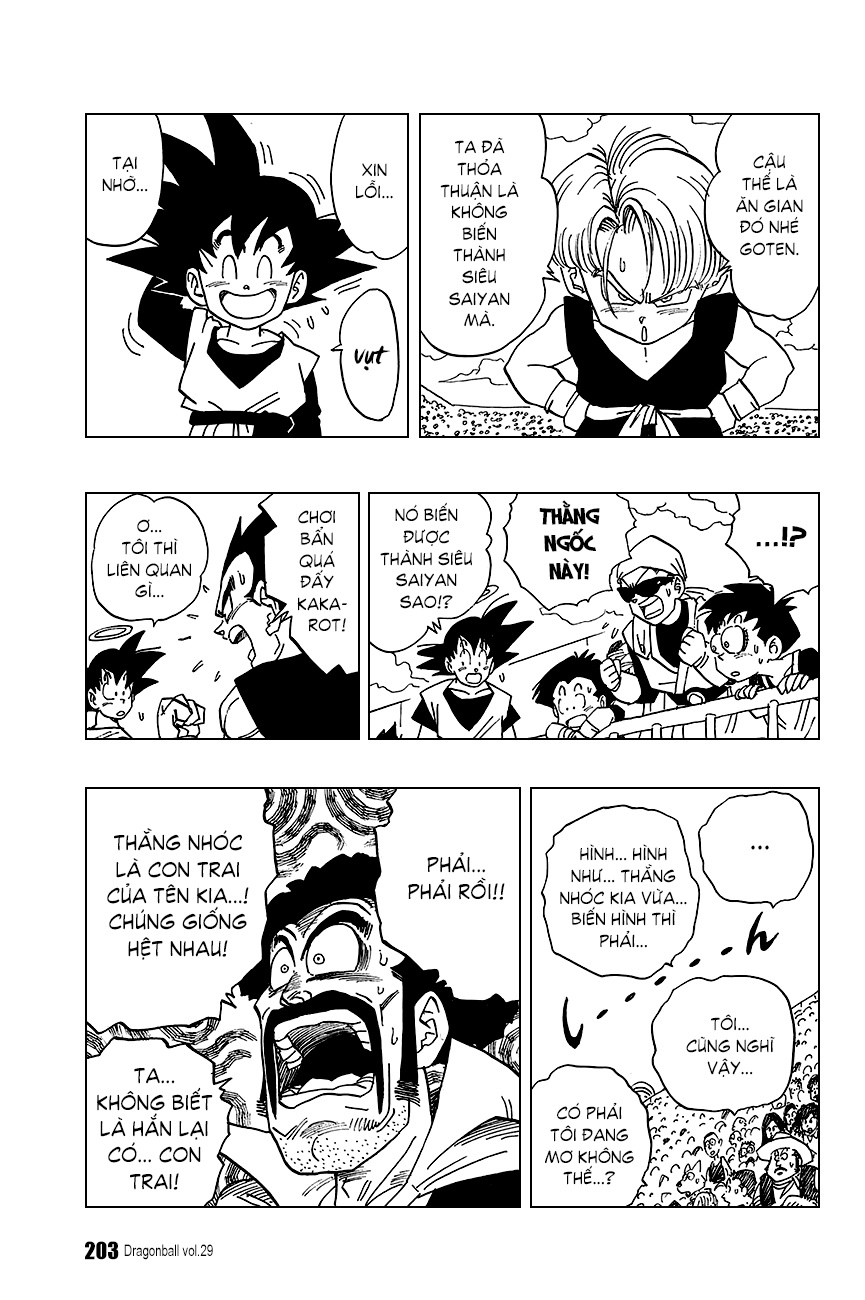 CẬU
THẾ LÀ
ĂN GIAN
ĐÓ NHÉ
GOTEN.
TA ĐÃ
THỎA
THUẬN LÀ
KHÔNG
BIẾN
THÀNH
SIÊU
SAIYAN
MÀ.
XIN
LỖI...
TẠI
NHỠ...
VỤT
...!?
THẰNG
NGỐC
NÀY!
NÓ BIẾN
ĐƯỢC
THÀNH SIÊU
SAIYAN
SAO!?
CHƠI
BẨN
QUÁ
ĐẤY
KAKA-
ROT!
Ơ...
TÔI THÌ
LIÊN QUAN
GÌ...
...
HÌNH... HÌNH
NHƯ... THẰNG
NHÓC KIA VỪA...
BIẾN HÌNH THÌ
PHẢI...
TÔI...
CŨNG NGHĨ
VẬY...
CÓ PHẢI
TÔI ĐANG
MƠ KHÔNG
THẾ...?
PHẢI...
PHẢI RỒI!!
THẰNG NHÓC
LÀ CON TRAI
CỦA TÊN KIA...!
CHÚNG GIỐNG
HỆT NHAU!
TA...
KHÔNG BIẾT
LÀ HẮN LẠI
CÓ... CON
TRAI!
203 Dragonball vol.29